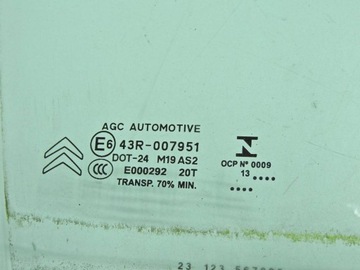 AGC AUTOMOTIVE
E6 43R-007951
DOT-24 M19 AS2
CCC E000292 20T
TRANSP. 70% MIN.
N
OCP Nº 0009
13 ....
....
23 123